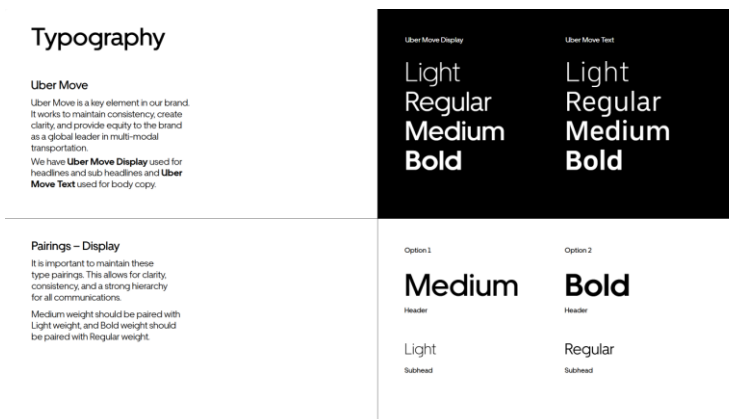 Typography
Uber Move
Uber Move is a key element in our brand.
It works to maintain consistency, create
clarity, and provide equity to the brand
as a global leader in multi-modal
transportation.
We have Uber Move Display used for
headlines and sub headlines and Uber
Move Text used for body copy.
Uber Move Display
Light
Regular
Medium
Bold
Uber Move Text
Light
Regular
Medium
Bold
Pairings – Display
It is important to maintain these
type pairings. This allows for clarity,
consistency, and a strong hierarchy
for all communications.
Medium weight should be paired with
Light weight, and Bold weight should
be paired with Regular weight.
Option 1
Medium
Header
Light
Subhead
Option 2
Bold
Header
Regular
Subhead